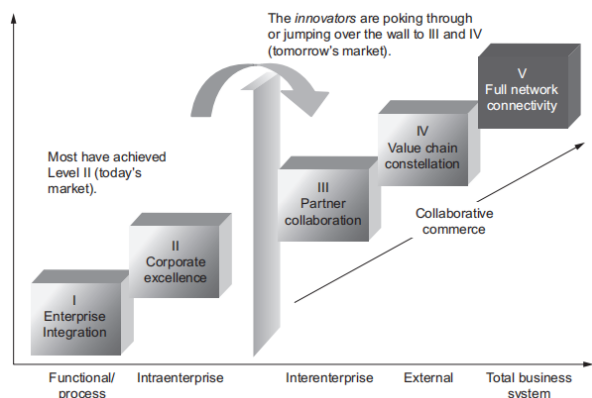 The innovators are poking through
or jumping over the wall to III and IV
(tomorrow's market).
V
Full network
connectivity
IV
Value chain
constellation
Most have achieved
Level II (today's
market).
III
Partner
collaboration
Collaborative
commerce
II
Corporate
excellence
I
Enterprise
Integration
Functional/
process
Intraenterprise
Interenterprise
External
Total business
system